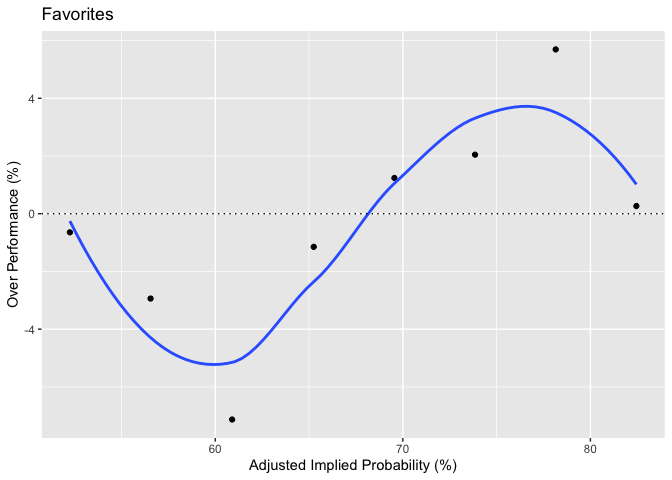 Favorites
Over Performance (%)
4
0
-4
60
70
80
Adjusted Implied Probability (%)